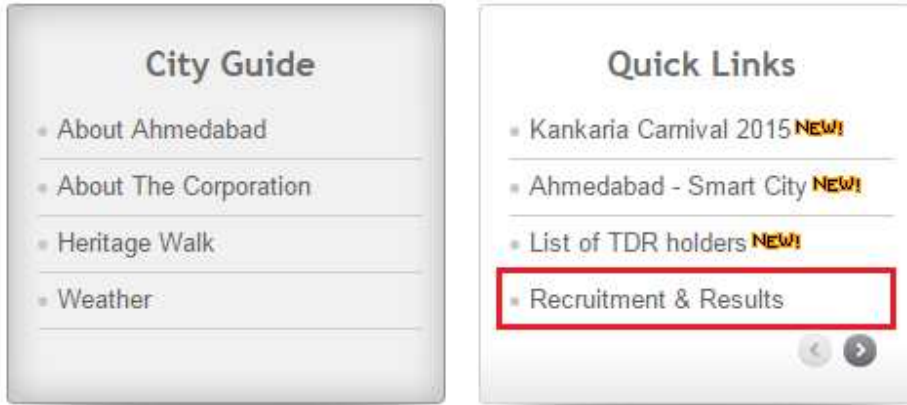 City Guide
About Ahmedabad
About The Corporation
Heritage Walk
Weather
Quick Links
Kankaria Carnival 2015 NEW!
Ahmedabad - Smart City NEW!
List of TDR holders NEW!
Recruitment & Results